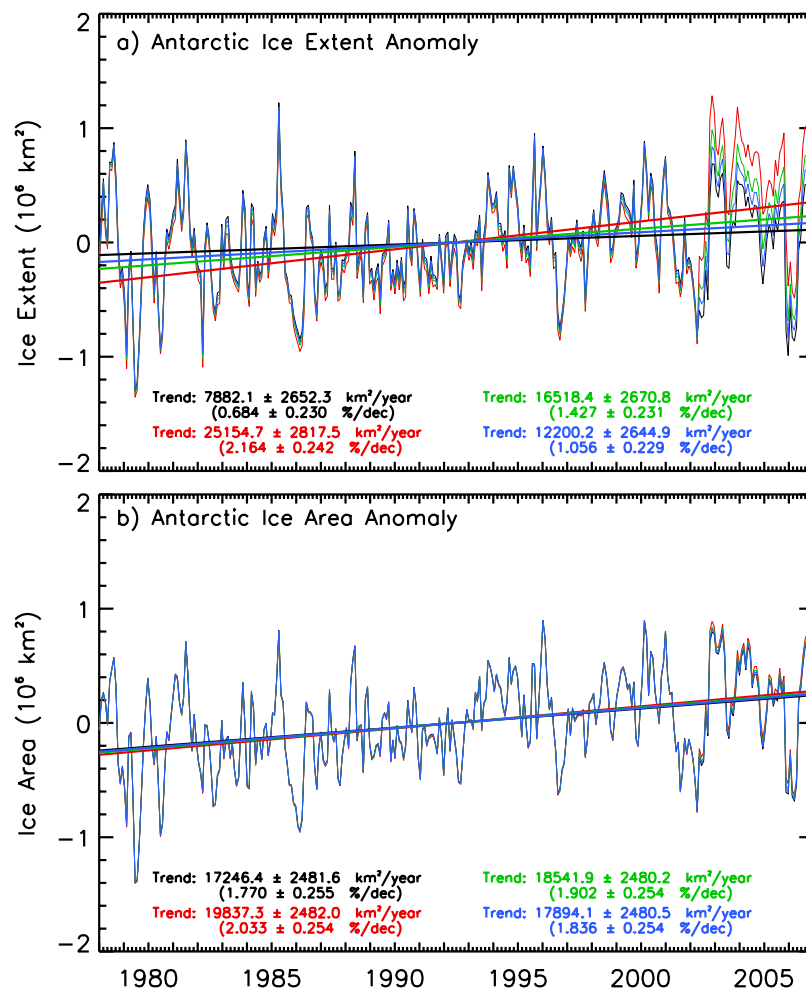 a) Antarctic Ice Extent Anomaly
2
1
0
−1
−2
Ice Extent (10⁶ km²)
Trend: 7882.1 ± 2652.3 km²/year
(0.684 ± 0.230 %/dec)
Trend: 25154.7 ± 2817.5 km²/year
(2.164 ± 0.242 %/dec)
Trend: 16518.4 ± 2670.8 km²/year
(1.427 ± 0.231 %/dec)
Trend: 12200.2 ± 2644.9 km²/year
(1.056 ± 0.229 %/dec)
b) Antarctic Ice Area Anomaly
2
1
0
−1
−2
Ice Area (10⁶ km²)
Trend: 17246.4 ± 2481.6 km²/year
(1.770 ± 0.255 %/dec)
Trend: 19837.3 ± 2482.0 km²/year
(2.033 ± 0.254 %/dec)
Trend: 18541.9 ± 2480.2 km²/year
(1.902 ± 0.254 %/dec)
Trend: 17894.1 ± 2480.5 km²/year
(1.836 ± 0.254 %/dec)
1980 1985 1990 1995 2000 2005